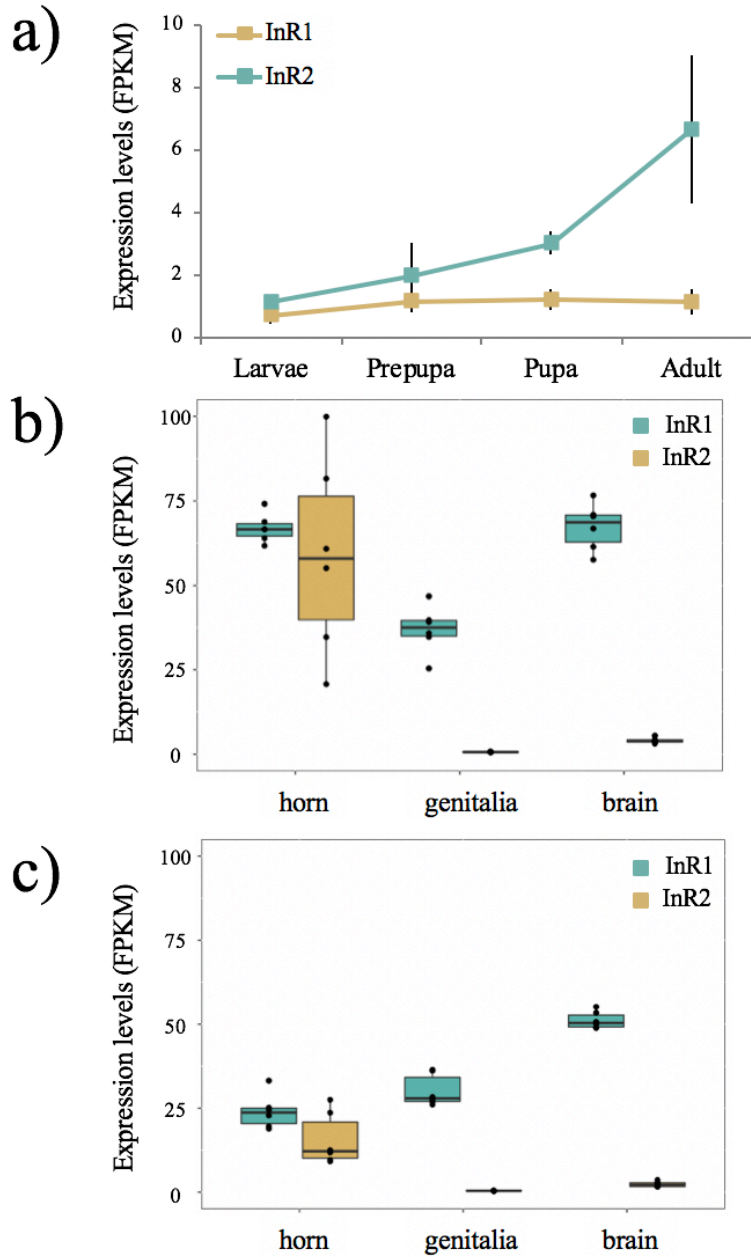 a)
Expression levels (FPKM)
10
8
6
4
2
0
InR1
InR2
Larvae Prepupa Pupa Adult
b)
Expression levels (FPKM)
100
75
50
25
0
InR1
InR2
horn genitalia brain
c)
Expression levels (FPKM)
100
75
50
25
0
InR1
InR2
horn genitalia brain